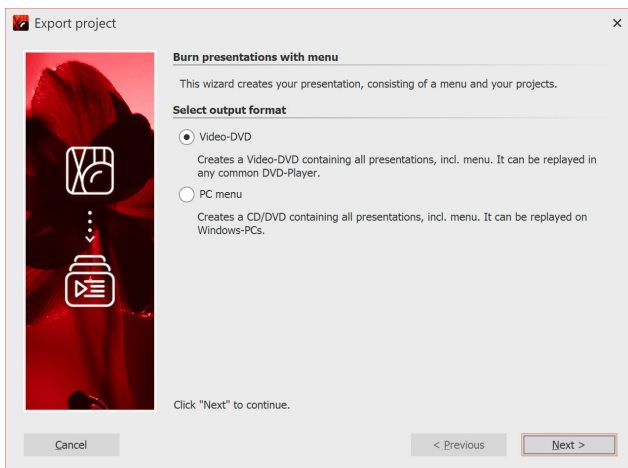 Export project
Burn presentations with menu
This wizard creates your presentation, consisting of a menu and your projects.
Select output format
Video-DVD
Creates a Video-DVD containing all presentations, incl. menu. It can be replayed in
any common DVD-Player.
PC menu
Creates a CD/DVD containing all presentations, incl. menu. It can be replayed on
Windows-PCs.
Click "Next" to continue.
Cancel
< Previous
Next >